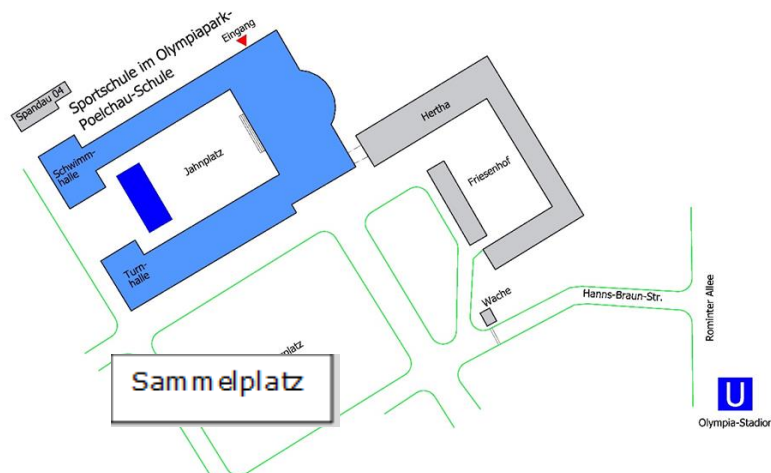 Eingang
Sportschule im Olympiapark-
Poelchau-Schule
Spandau 04
Schwimm-
halle
Jahnplatz
Hertha
Friesenhof
Turn-
halle
Wache
Hanns-Braun-Str.
Rominter Allee
Sammelplatz
U
Olympia-Stadion